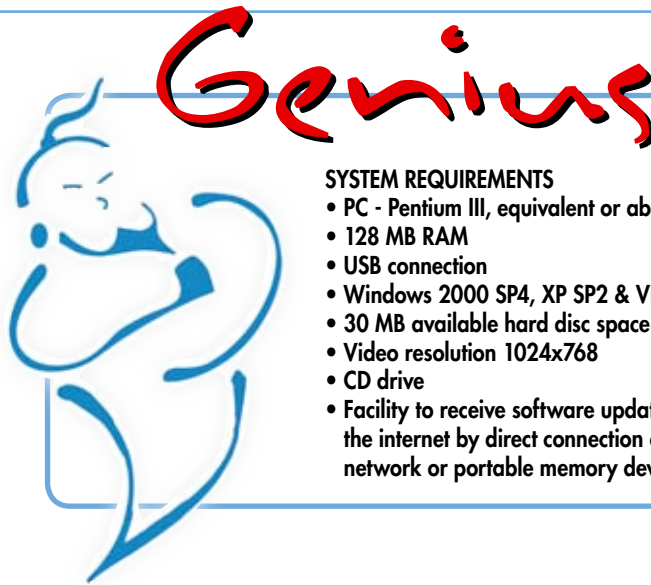 Genius
SYSTEM REQUIREMENTS
• PC - Pentium III, equivalent or ab
• 128 MB RAM
• USB connection
• Windows 2000 SP4, XP SP2 & V
• 30 MB available hard disc space
• Video resolution 1024x768
• CD drive
• Facility to receive software updat
the internet by direct connection
network or portable memory dev